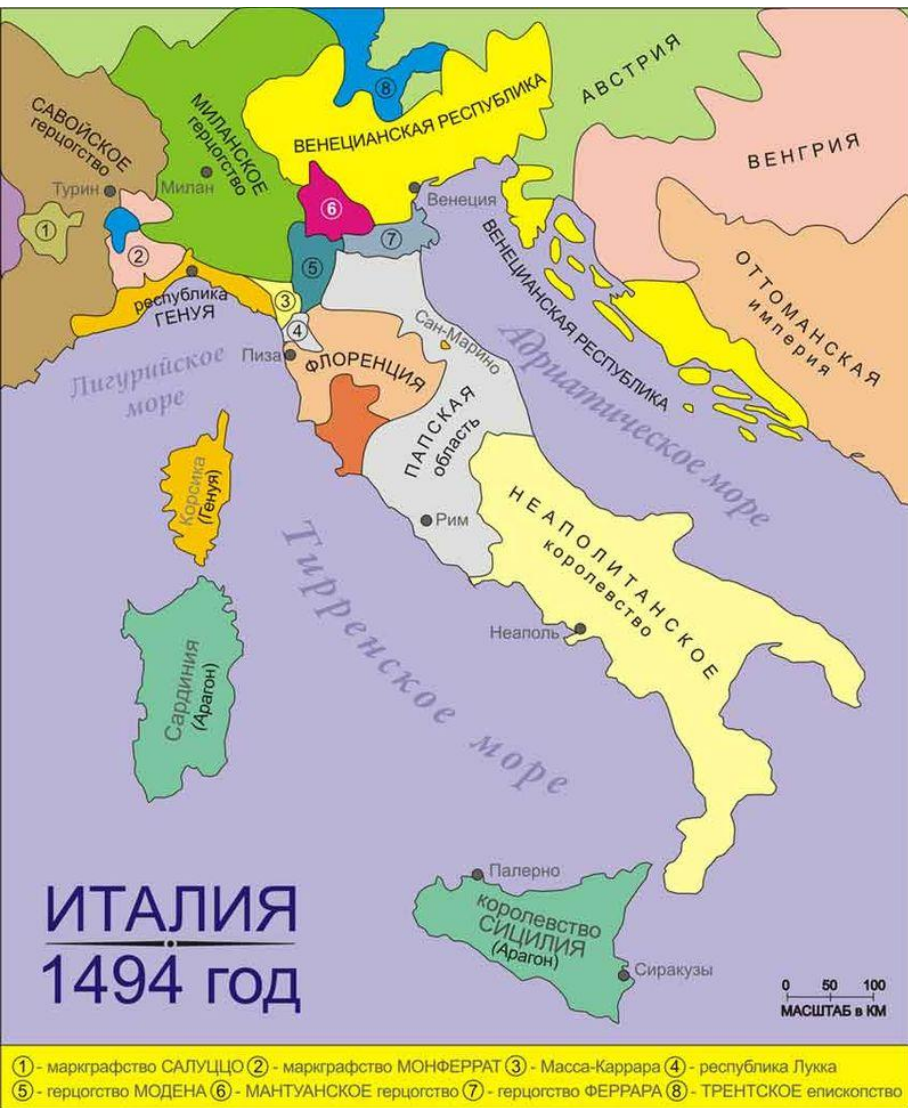 АВСТРИЯ
ВЕНГРИЯ
САВОЙСКОЕ
герцогство
МИЛАНСКОЕ
герцогство
ВЕНЕЦИАНСКАЯ РЕСПУБЛИКА
8
Турин
Милан
Венеция
1
2
6
7
5
3
4
республика
ГЕНУЯ
ВЕНЕЦИАНСКАЯ РЕСПУБЛИКА
ОТТОМАНСКАЯ
империя
Сан-Марино
Адриатическое море
Пиза
ФЛОРЕНЦИЯ
Лигурийское
море
ПАПСКАЯ
область
Корсика
(Генуя)
Рим
НЕАПОЛИТАНСКОЕ
королевство
Тирренское море
Неаполь
Сардиния
(Арагон)
Палерно
королевство
СИЦИЛИЯ
(Арагон)
Сиракузы
ИТАЛИЯ
1494 год
0 50 100
МАСШТАБ в КМ
1 - маркграфство САЛУЦЦО 2 - маркграфство МОНФЕРРАТ 3 - Масса-Каррара 4 - республика Лукка
5 - герцогство МОДЕНА 6 - МАНТУАНСКОЕ герцогство 7 - герцогство ФЕРРАРА 8 - ТРЕНТСКОЕ епископство